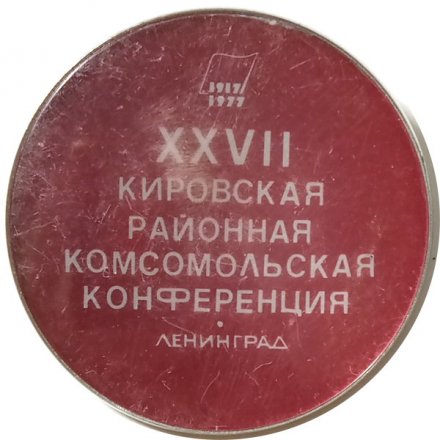 1917
1977
XXVII
КИРОВСКАЯ
РАЙОННАЯ
КОМСОМОЛЬСКАЯ
КОНФЕРЕНЦИЯ
ЛЕНИНГРАД